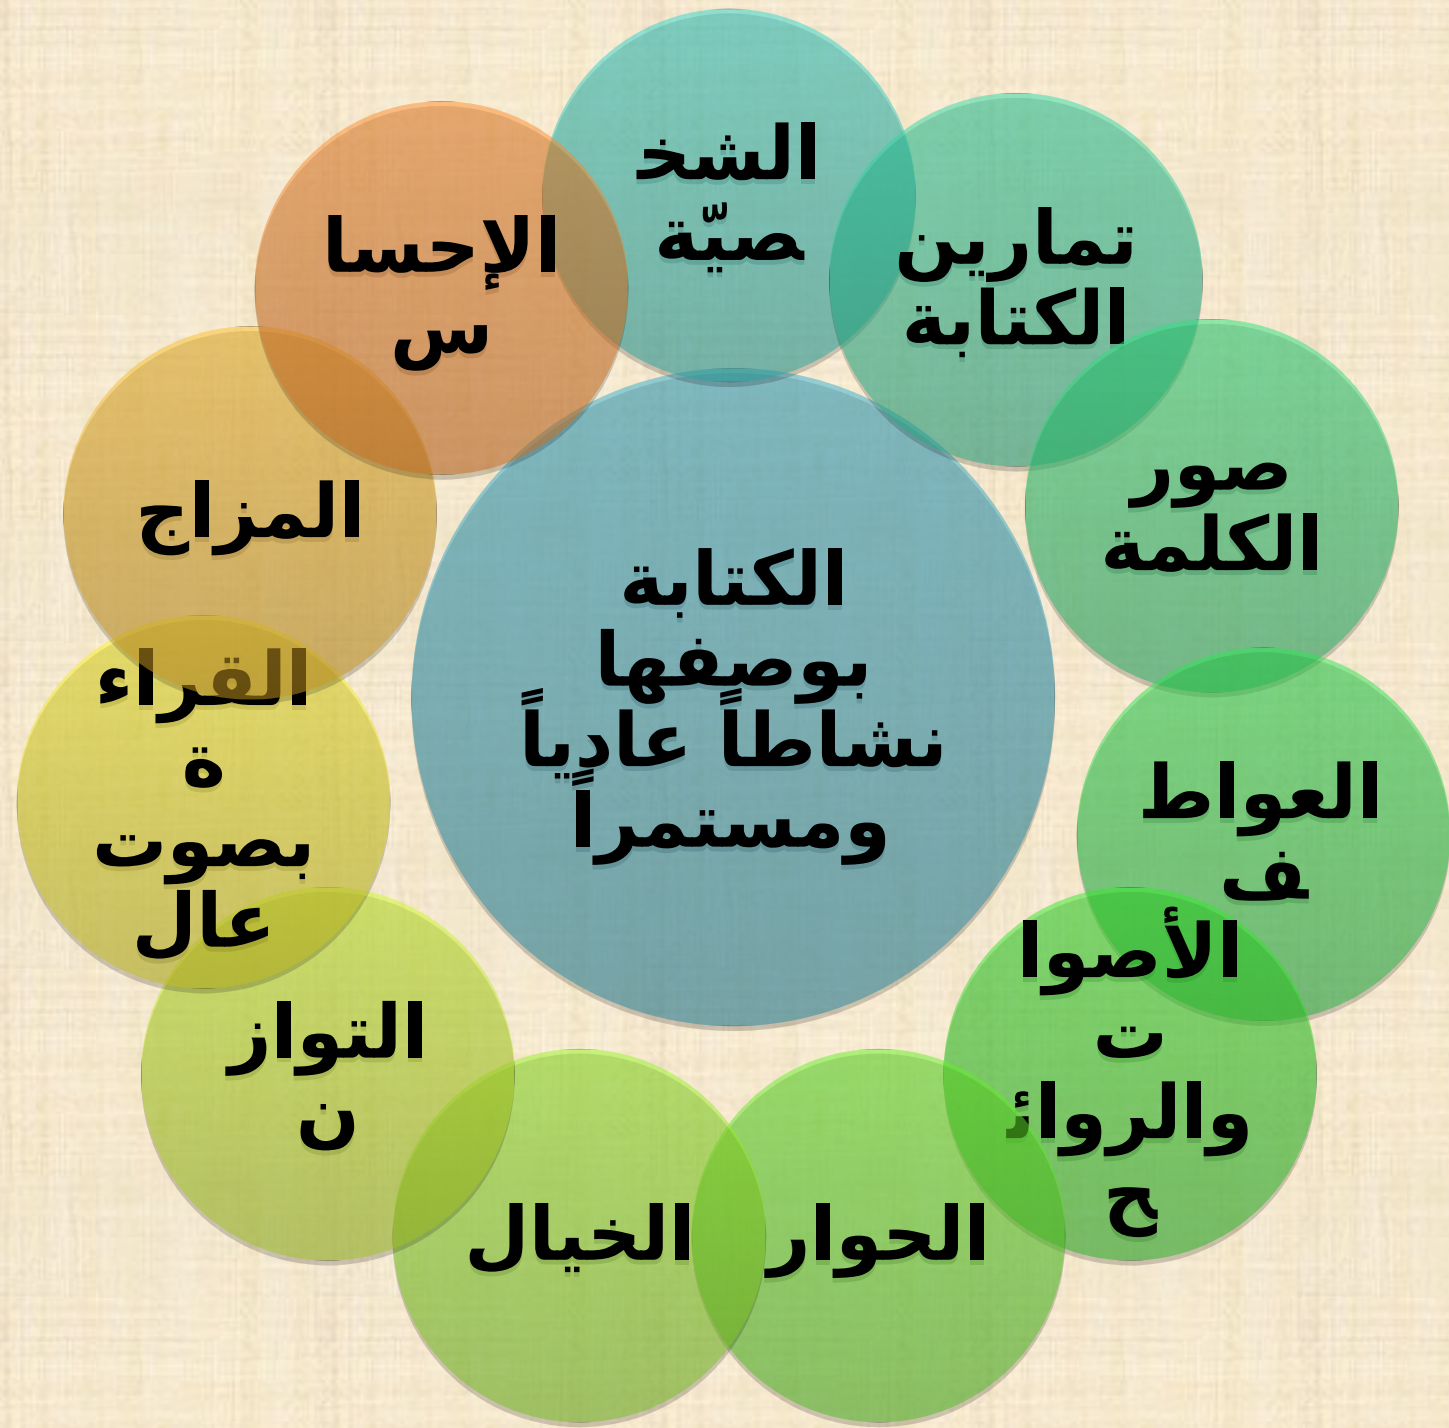 الشخ
صيّة
تمارين
الكتابة
صور
الكلمة
العواط
ف
الأصوا
ت
والروائ
ح
الحوار
الخيال
التواز
ن
القراء
ة
بصوت
عال
المزاج
الإحسا
س
الكتابة
بوصفها
نشاطاً عادياً
ومستمراً